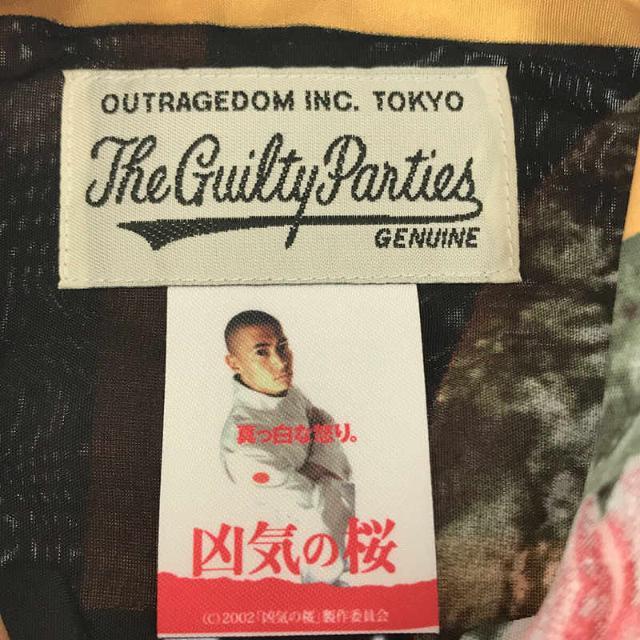 OUTRAGEDOM INC. TOKYO
The Guilty Parties
GENUINE
真っ白な怒り。
凶気の桜
(C)2002「凶気の桜」製作委員会